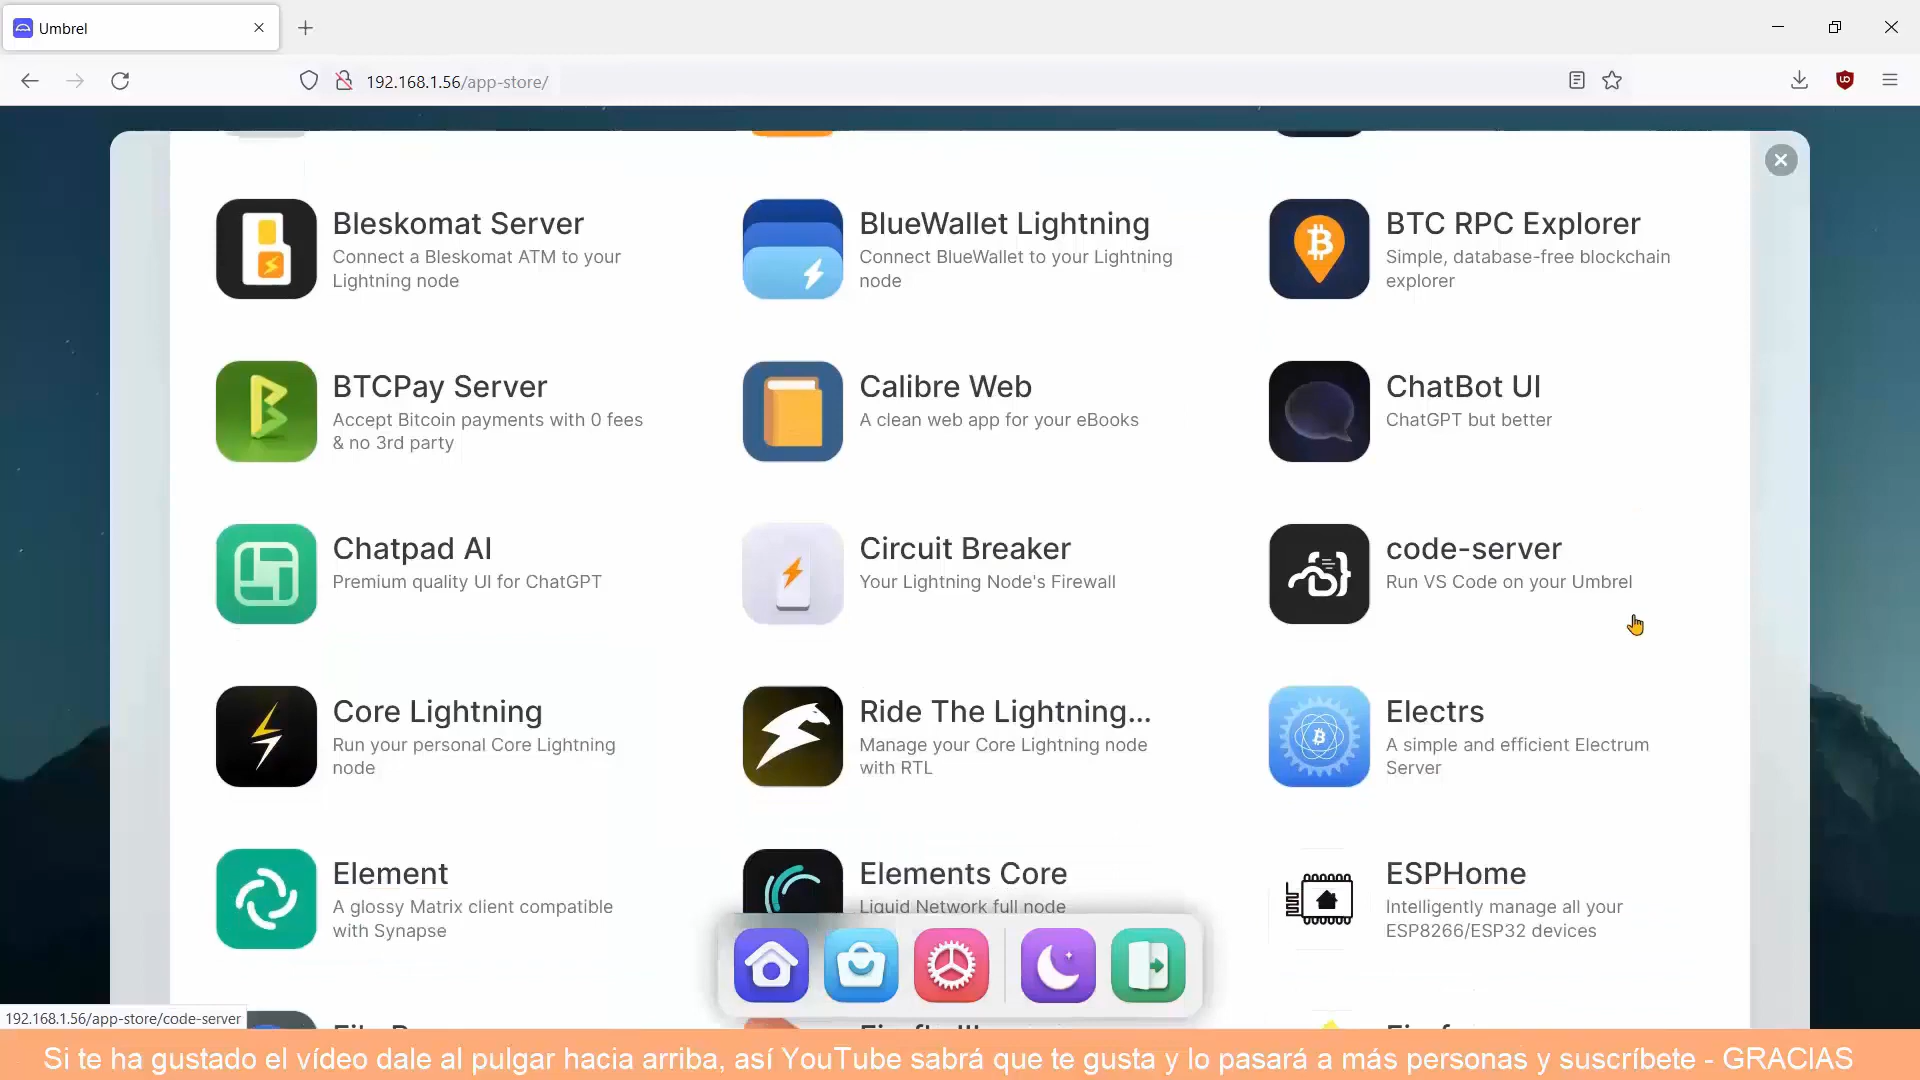 Umbrel
192.168.1.56/app-store/
Bleskomat Server
Connect a Bleskomat ATM to your
Lightning node
BlueWallet Lightning
Connect BlueWallet to your Lightning
node
BTC RPC Explorer
Simple, database-free blockchain
explorer
BTCPay Server
Accept Bitcoin payments with 0 fees
& no 3rd party
Calibre Web
A clean web app for your eBooks
ChatBot UI
ChatGPT but better
Chatpad AI
Premium quality UI for ChatGPT
Circuit Breaker
Your Lightning Node's Firewall
code-server
Run VS Code on your Umbrel
Core Lightning
Run your personal Core Lightning
node
Ride The Lightning...
Manage your Core Lightning node
with RTL
Electrs
A simple and efficient Electrum
Server
Element
A glossy Matrix client compatible
with Synapse
Elements Core
Liquid Network full node
ESPHome
Intelligently manage all your
ESP8266/ESP32 devices
192.168.1.56/app-store/code-server
Si te ha gustado el vídeo dale al pulgar hacia arriba, así YouTube sabrá que te gusta y lo pasará a más personas y suscríbete - GRACIAS